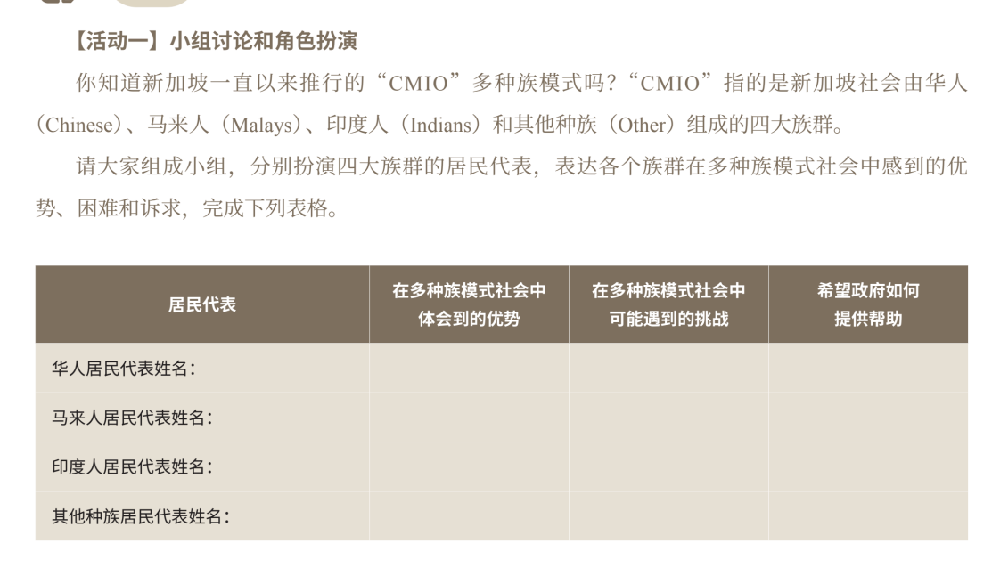 【活动一】小组讨论和角色扮演
你知道新加坡一直以来推行的“CMIO”多种族模式吗？“CMIO”指的是新加坡社会由华人
（Chinese）、马来人（Malays）、印度人（Indians）和其他种族（Other）组成的四大族群。
请大家组成小组，分别扮演四大族群的居民代表，表达各个族群在多种族模式社会中感到的优
势、困难和诉求，完成下列表格。
居民代表
在多种族模式社会中
体会到的优势
在多种族模式社会中
可能遇到的挑战
希望政府如何
提供帮助
华人居民代表姓名：
马来人居民代表姓名：
印度人居民代表姓名：
其他种族居民代表姓名：